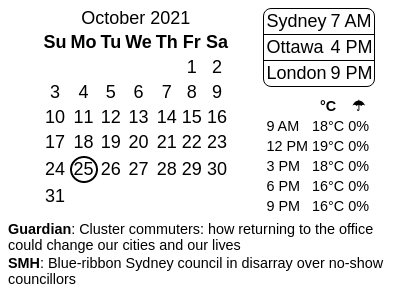 October 2021
Su Mo Tu We Th Fr Sa
1 2
3 4 5 6 7 8 9
10 11 12 13 14 15 16
17 18 19 20 21 22 23
24 25 26 27 28 29 30
31
Sydney 7 AM
Ottawa 4 PM
London 9 PM
°C ☂
9 AM 18°C 0%
12 PM 19°C 0%
3 PM 18°C 0%
6 PM 16°C 0%
9 PM 16°C 0%
Guardian: Cluster commuters: how returning to the office
could change our cities and our lives
SMH: Blue-ribbon Sydney council in disarray over no-show
councillors